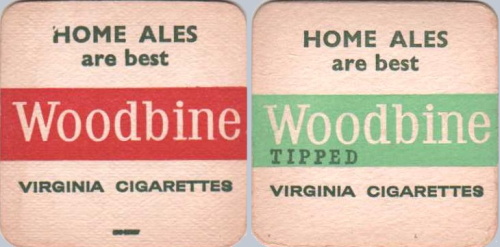 HOME ALES
are best
Woodbine
VIRGINIA CIGARETTES
HOME ALES
are best
Woodbine
TIPPED
VIRGINIA CIGARETTES